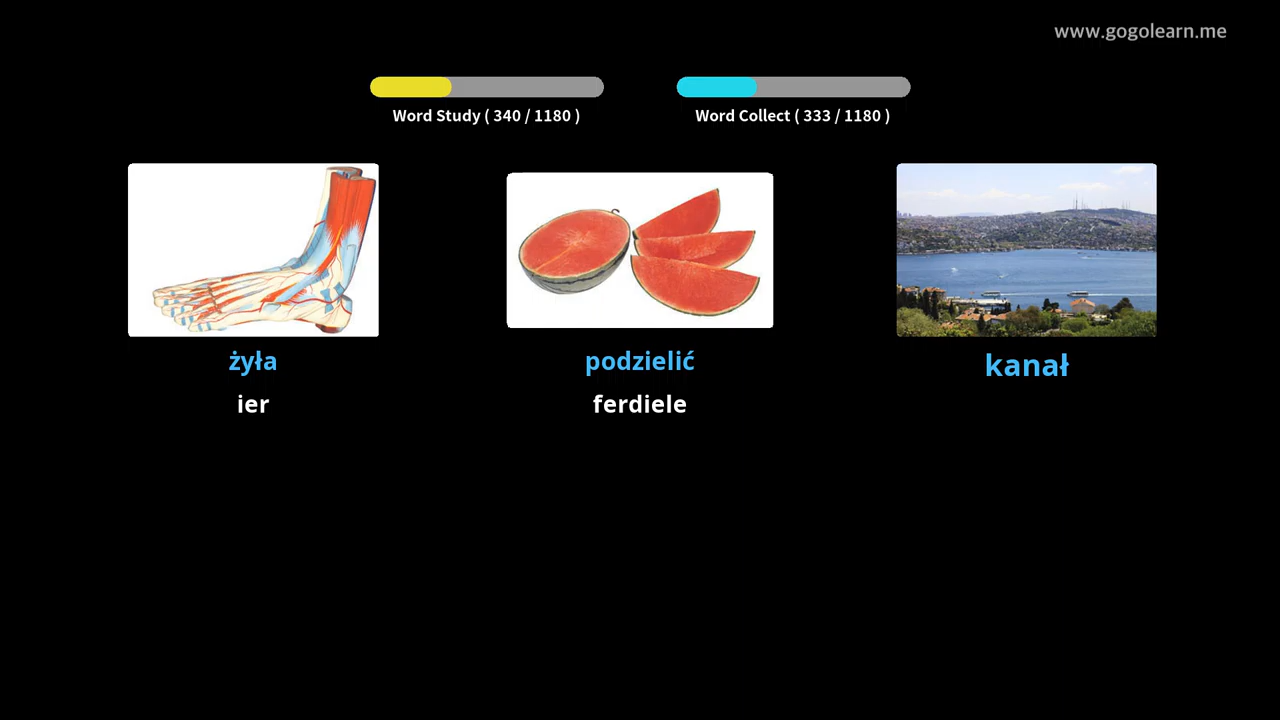 www.gogolearn.me
Word Study ( 340 / 1180 )
Word Collect ( 333 / 1180 )
żyła
podzielić
kanał
ier
ferdiele